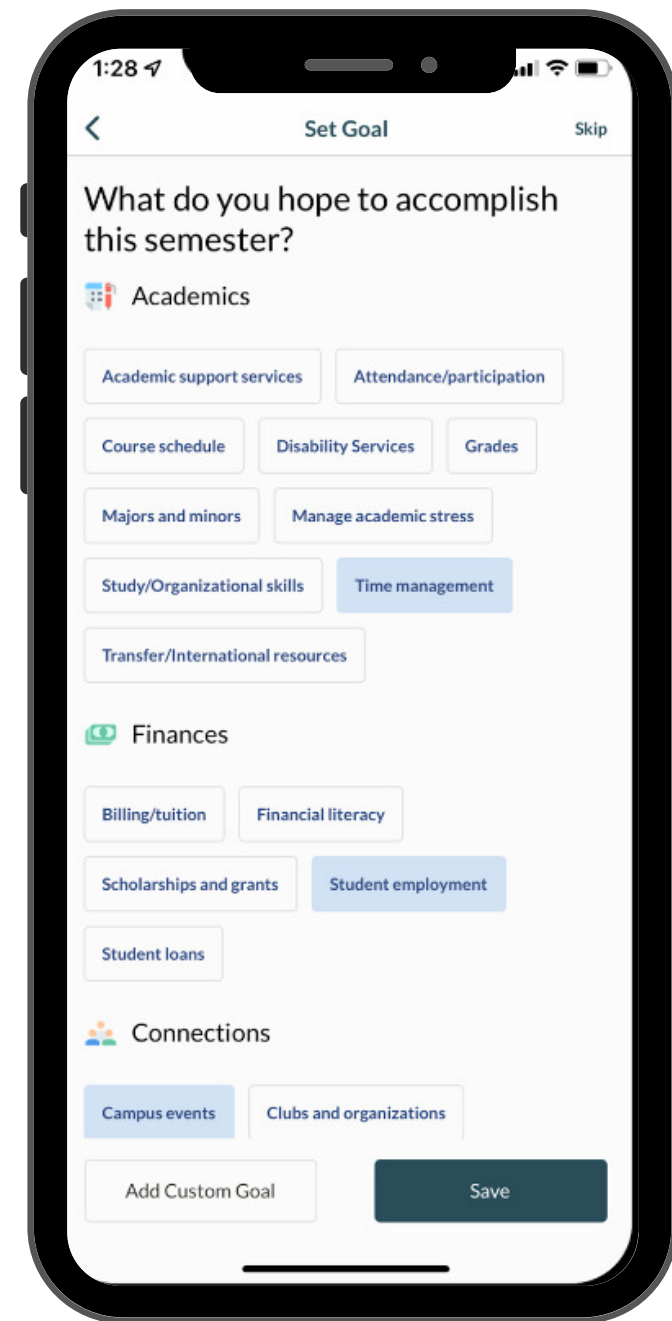 1:28
Set Goal
Skip
What do you hope to accomplish
this semester?
Academics
Academic support services
Attendance/participation
Course schedule
Disability Services
Grades
Majors and minors
Manage academic stress
Study/Organizational skills
Time management
Transfer/International resources
Finances
Billing/tuition
Financial literacy
Scholarships and grants
Student employment
Student loans
Connections
Campus events
Clubs and organizations
Add Custom Goal
Save